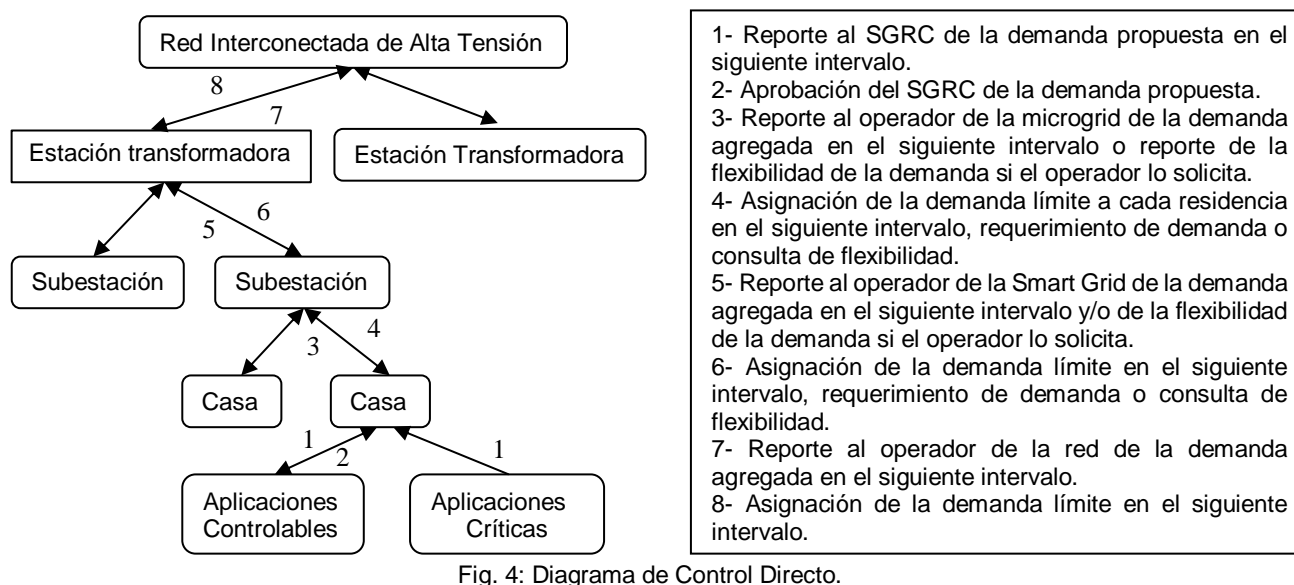 Red Interconectada de Alta Tensión
8
7
Estación transformadora
Estación Transformadora
6
5
Subestación
Subestación
4
3
Casa
Casa
1
2
1
Aplicaciones
Controlables
Aplicaciones
Críticas
1- Reporte al SGRC de la demanda propuesta en el
siguiente intervalo.
2- Aprobación del SGRC de la demanda propuesta.
3- Reporte al operador de la microgrid de la demanda
agregada en el siguiente intervalo o reporte de la
flexibilidad de la demanda si el operador lo solicita.
4- Asignación de la demanda límite a cada residencia
en el siguiente intervalo, requerimiento de demanda o
consulta de flexibilidad.
5- Reporte al operador de la Smart Grid de la demanda
agregada en el siguiente intervalo y/o de la flexibilidad
de la demanda si el operador lo solicita.
6- Asignación de la demanda límite en el siguiente
intervalo, requerimiento de demanda o consulta de
flexibilidad.
7- Reporte al operador de la red de la demanda
agregada en el siguiente intervalo.
8- Asignación de la demanda límite en el siguiente
intervalo.
Fig. 4: Diagrama de Control Directo.